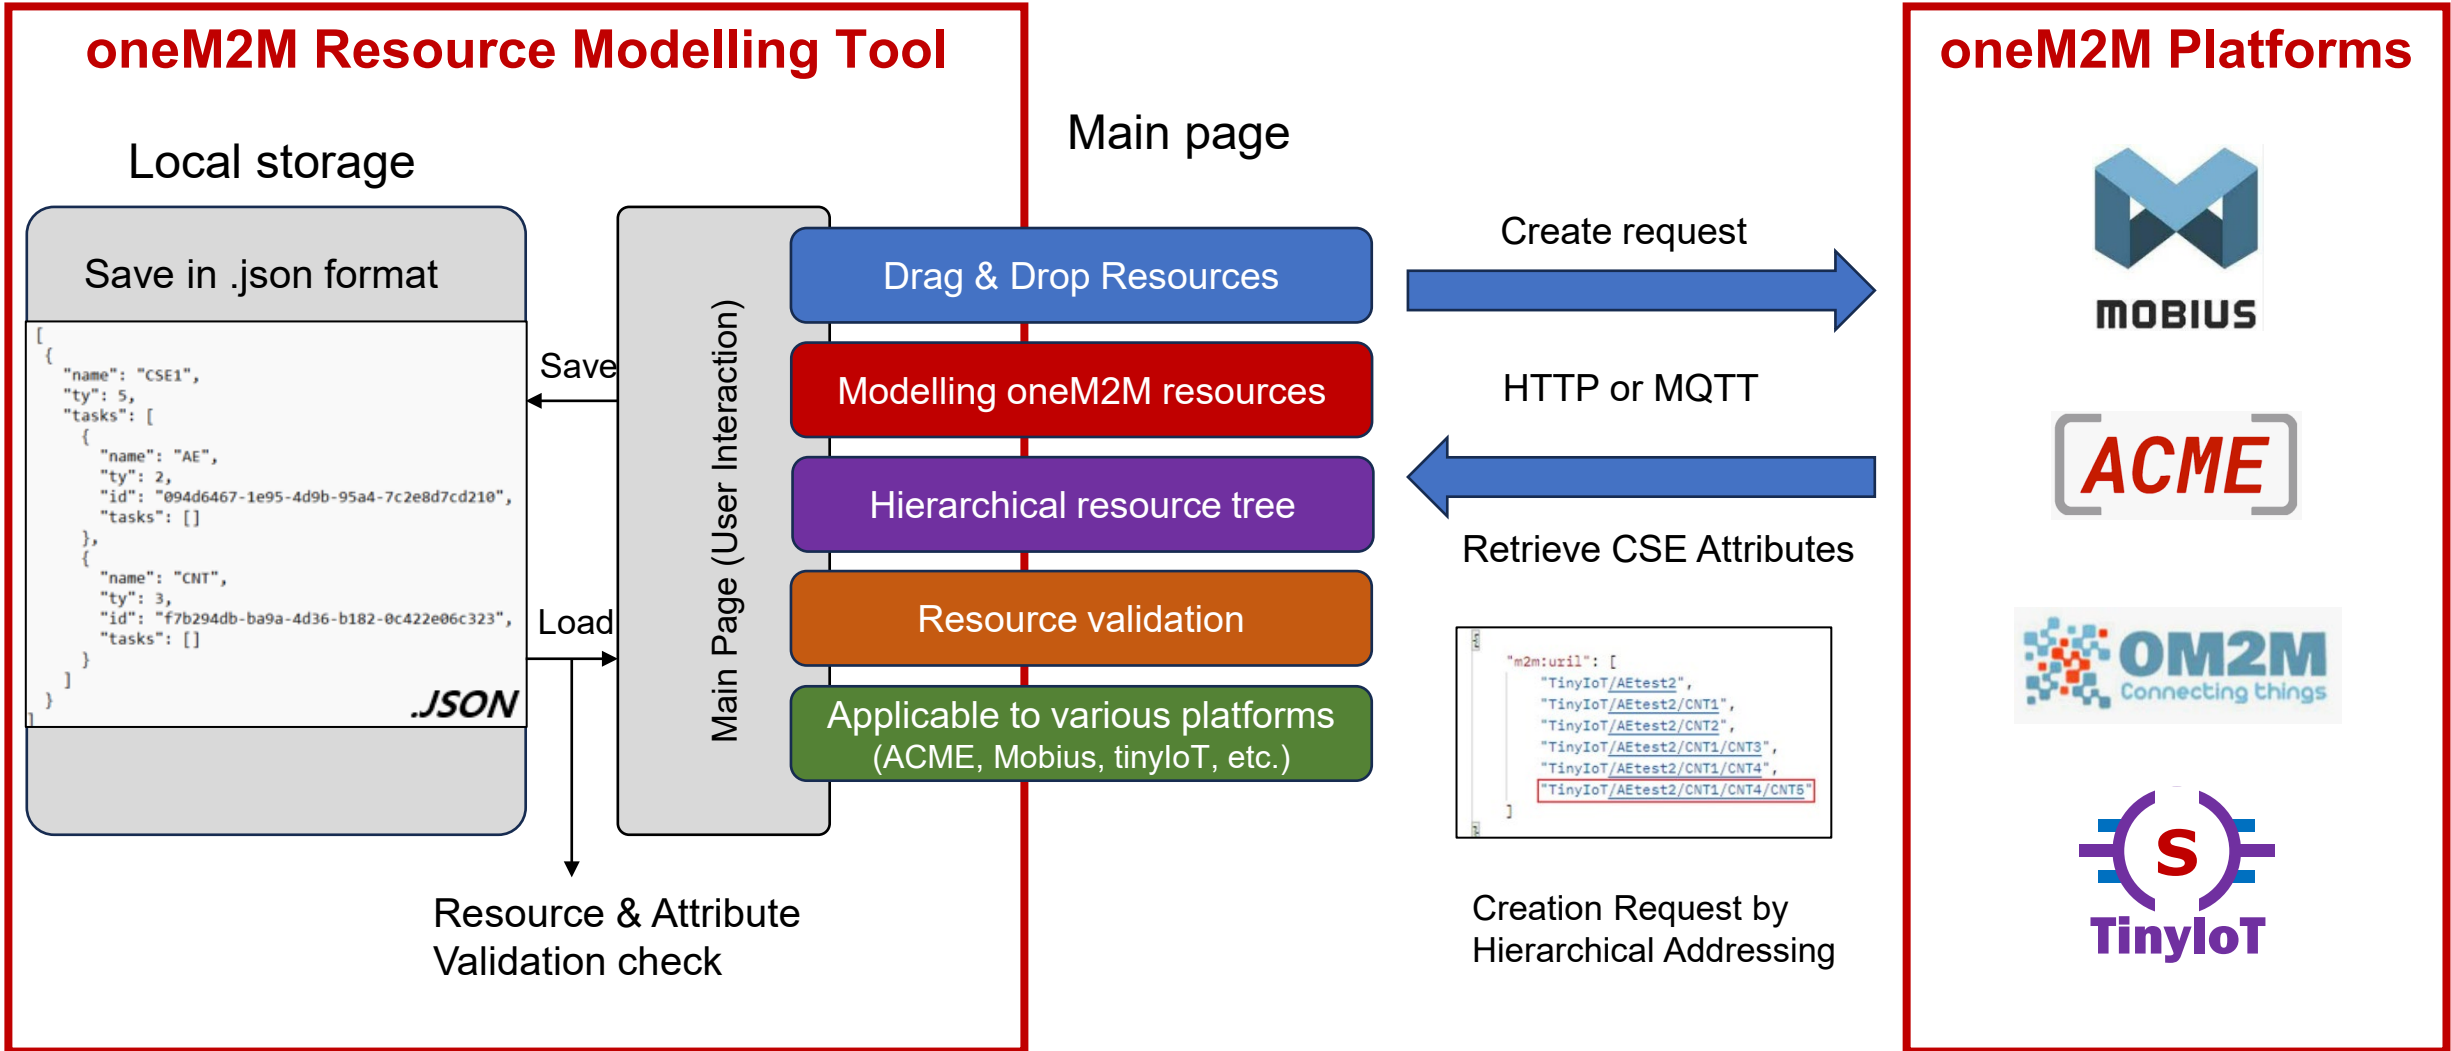 oneM2M Resource Modelling Tool
Local storage
Save in .json format
[
{
"name": "CSE1",
"ty": 5,
"tasks": [
{
"name": "AE",
"ty": 2,
"id": "094d6467-1e95-4d9b-95a4-7c2e8d7cd210",
"tasks": []
},
{
"name": "CNT",
"ty": 3,
"id": "f7b294db-ba9a-4d36-b182-0c422e06c323",
"tasks": []
}
]
}
]
.JSON
Save
Load
Resource & Attribute
Validation check
Main Page (User Interaction)
Main page
Drag & Drop Resources
Modelling oneM2M resources
Hierarchical resource tree
Resource validation
Applicable to various platforms
(ACME, Mobius, tinyIoT, etc.)
Create request
HTTP or MQTT
Retrieve CSE Attributes
{
"m2m:uril": [
"TinyIoT/AEtest2",
"TinyIoT/AEtest2/CNT1",
"TinyIoT/AEtest2/CNT2",
"TinyIoT/AEtest2/CNT1/CNT3",
"TinyIoT/AEtest2/CNT1/CNT4",
"TinyIoT/AEtest2/CNT1/CNT4/CNT5"
]
}
Creation Request by
Hierarchical Addressing
oneM2M Platforms
MOBIUS
[ACME]
OM2M
Connecting things
S
TinyIoT